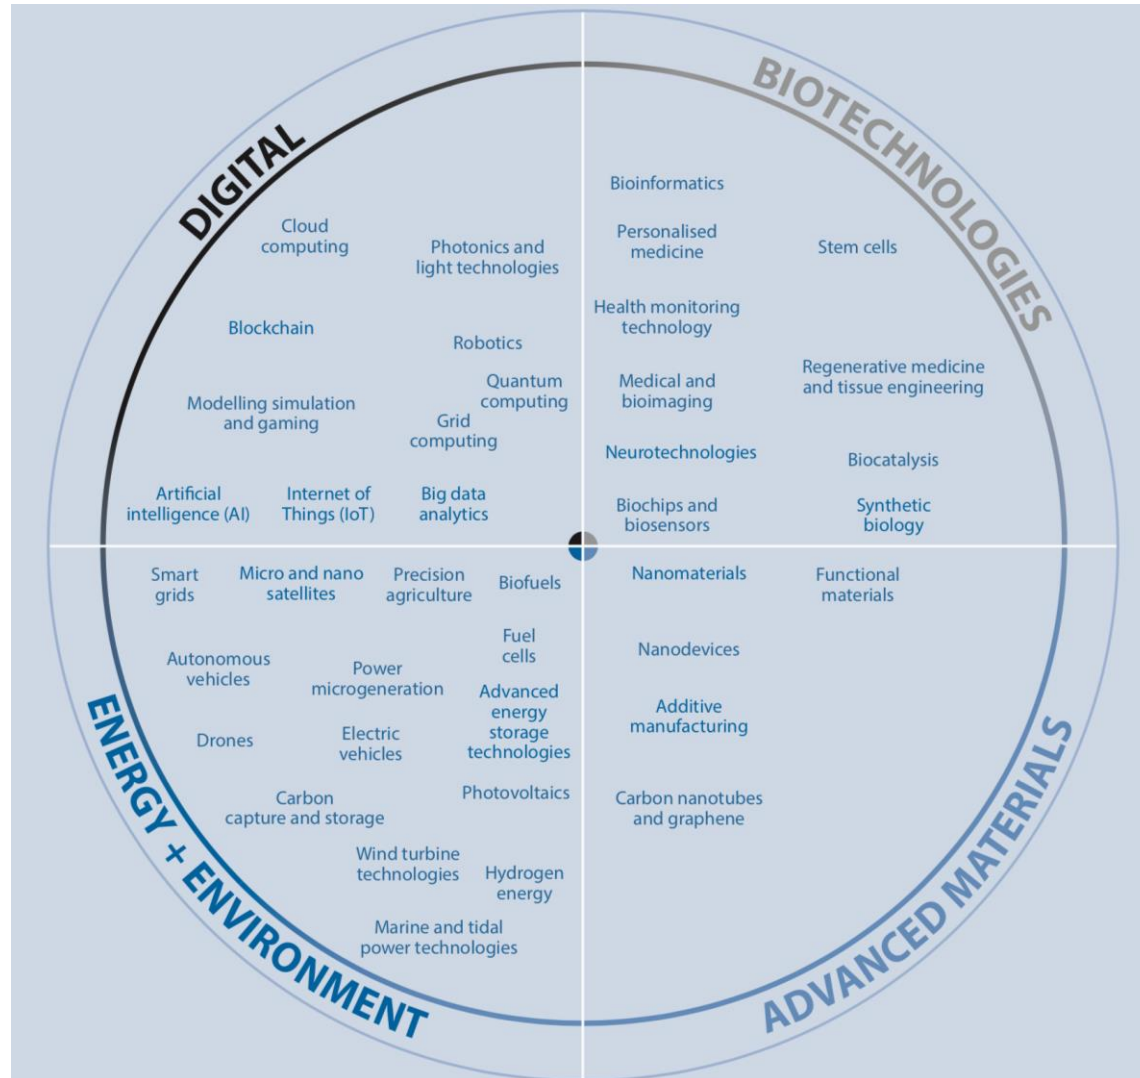 DIGITAL
Cloud
computing
Photonics and
light technologies
Blockchain
Robotics
Quantum
computing
Modelling simulation
and gaming
Grid
computing
Artificial
intelligence (AI)
Internet of
Things (IoT)
Big data
analytics
BIOTECHNOLOGIES
Bioinformatics
Personalised
medicine
Stem cells
Health monitoring
technology
Regenerative medicine
and tissue engineering
Medical and
bioimaging
Neurotechnologies
Biocatalysis
Biochips and
biosensors
Synthetic
biology
ENERGY + ENVIRONMENT
Smart
grids
Micro and nano
satellites
Precision
agriculture
Biofuels
Fuel
cells
Autonomous
vehicles
Power
microgeneration
Advanced
energy
storage
technologies
Drones
Electric
vehicles
Carbon
capture and storage
Photovoltaics
Wind turbine
technologies
Hydrogen
energy
Marine and tidal
power technologies
ADVANCED MATERIALS
Nanomaterials
Functional
materials
Nanodevices
Additive
manufacturing
Carbon nanotubes
and graphene